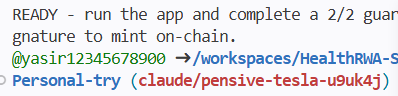 READY - run the app and complete a 2/2 guar
gnature to mint on-chain.
@yasir12345678900 ➜/workspaces/HealthRWA-S
Personal-try (claude/pensive-tesla-u9uk4j)